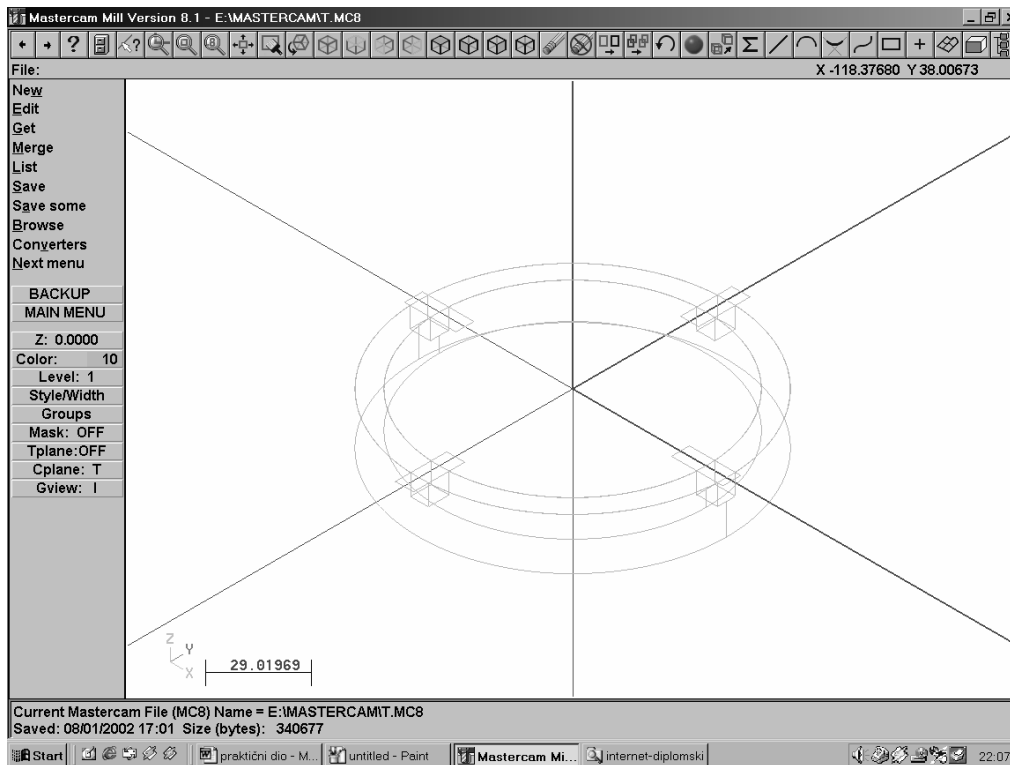 Mastercam Mill Version 8.1 - E:\MASTERCAM\T.MC8
File:
X -118.37680 Y 38.00673
New
Edit
Get
Merge
List
Save
Save some
Browse
Converters
Next menu
BACKUP
MAIN MENU
Z: 0.0000
Color: 10
Level: 1
Style/Width
Groups
Mask: OFF
Tplane:OFF
Cplane: T
Gview: I
Z
Y
X
29.01969
Current Mastercam File (MC8) Name = E:\MASTERCAM\T.MC8
Saved: 08/01/2002 17:01 Size (bytes): 340677
Start praktični dio - M... untitled - Paint Mastercam Mi... internet-diplomski 22:07